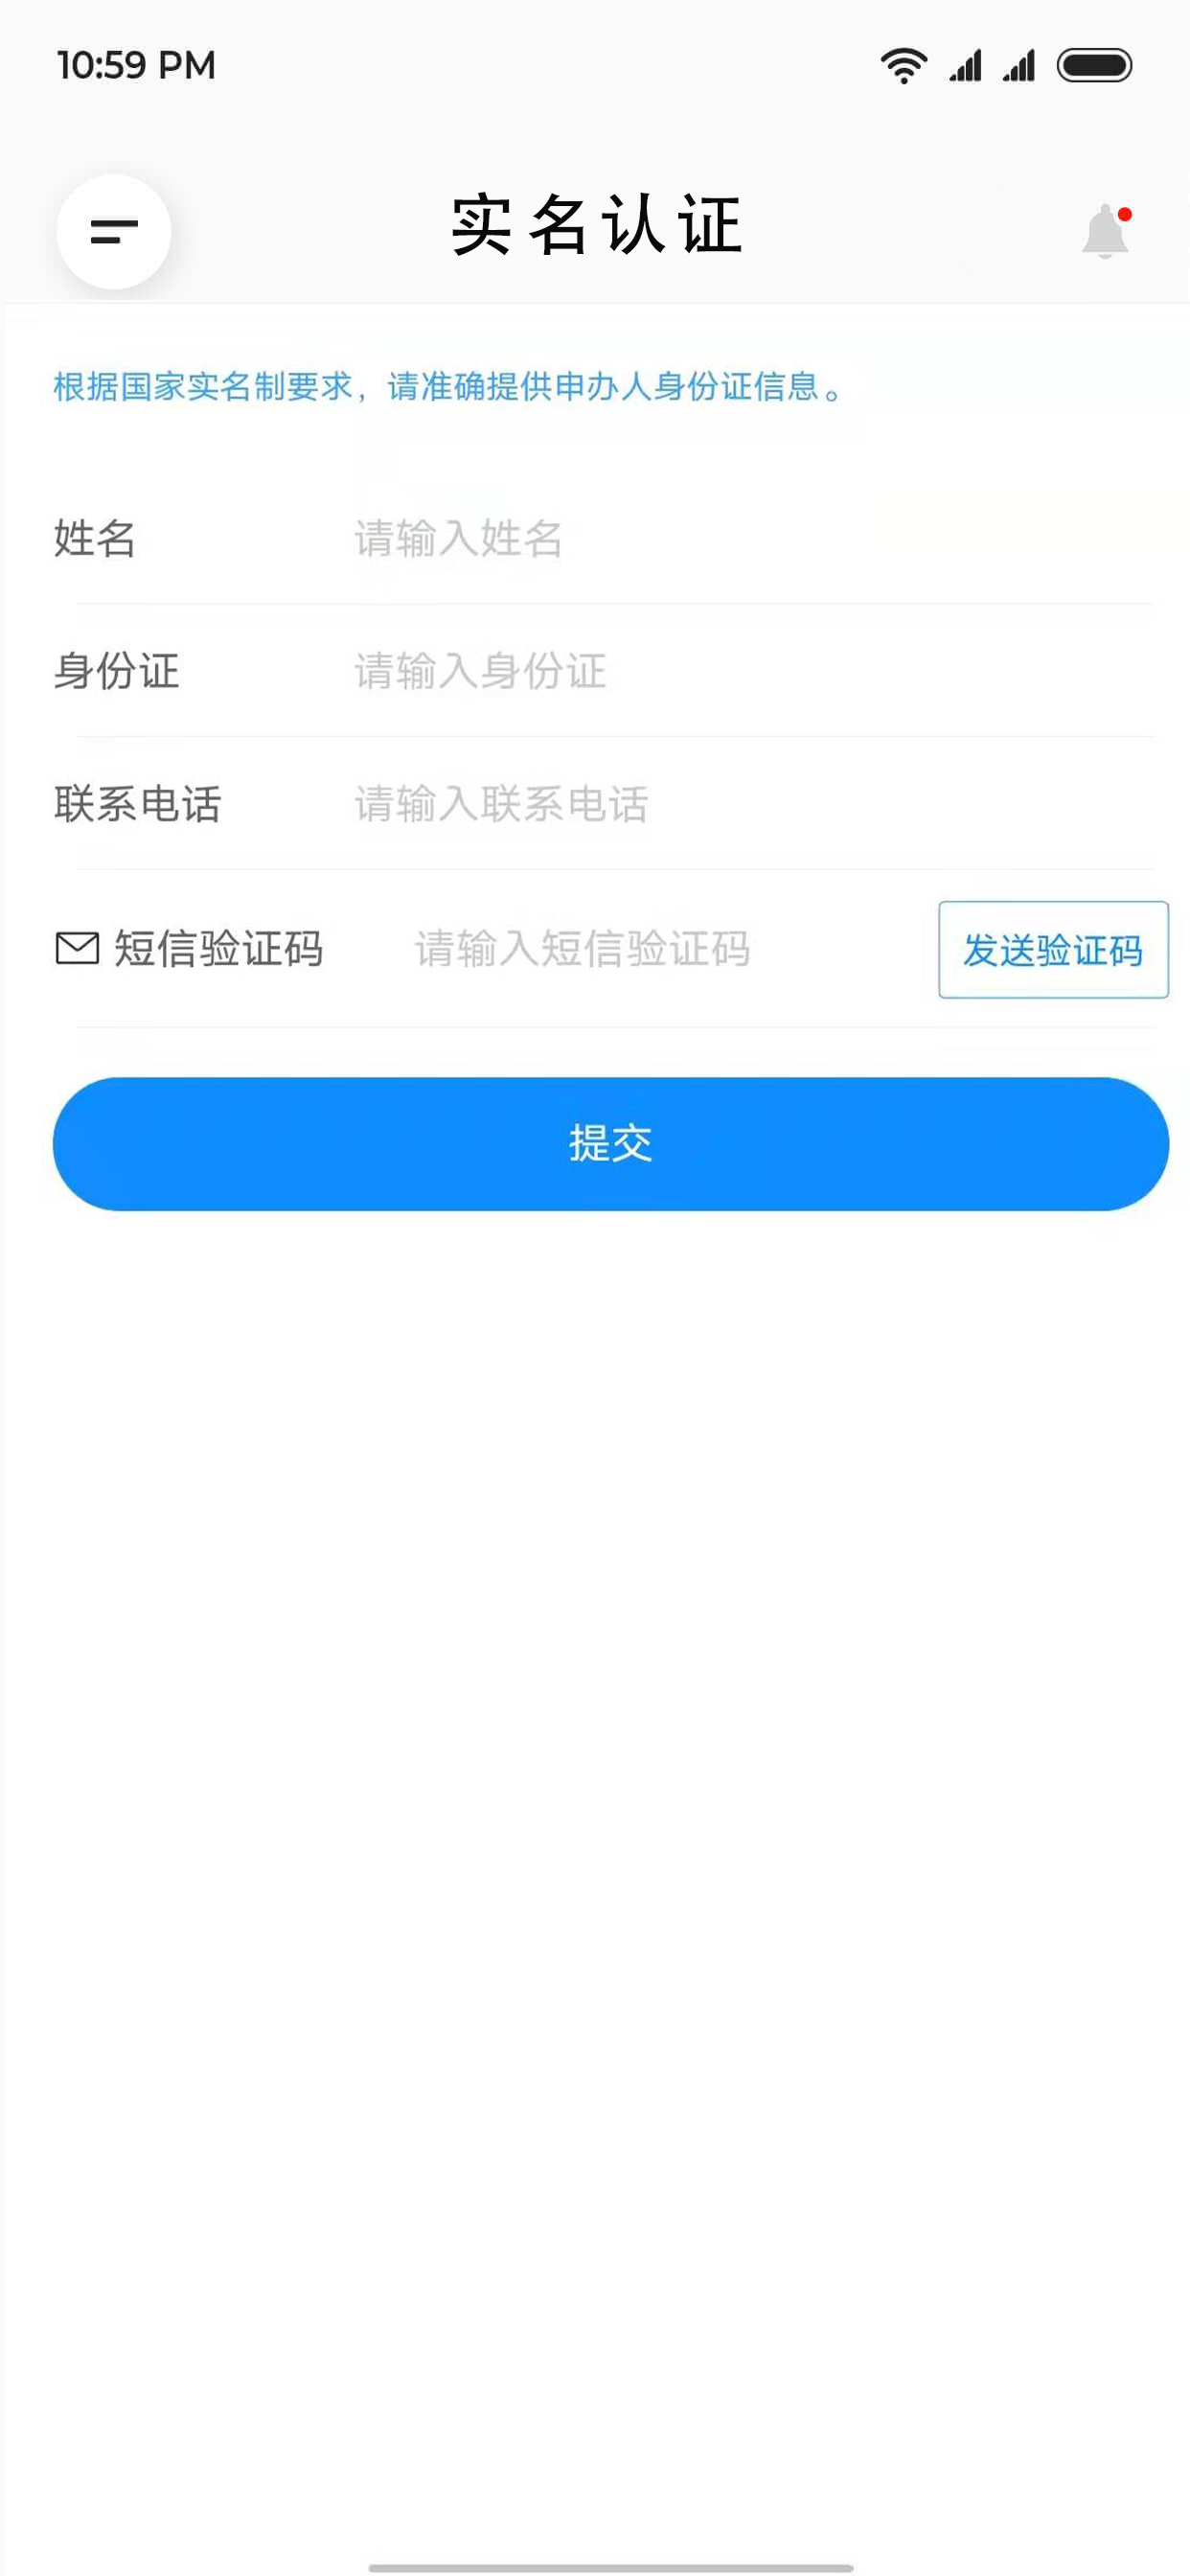 10:59 PM
实名认证
根据国家实名制要求，请准确提供申办人身份证信息。
姓名 请输入姓名
身份证 请输入身份证
联系电话 请输入联系电话
短信验证码 请输入短信验证码 发送验证码
提交